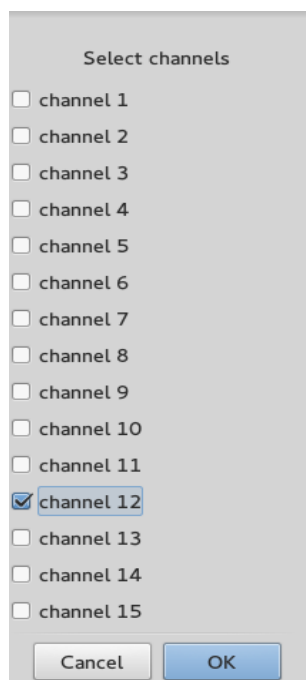 Select channels
channel 1
channel 2
channel 3
channel 4
channel 5
channel 6
channel 7
channel 8
channel 9
channel 10
channel 11
channel 12
channel 13
channel 14
channel 15
Cancel OK